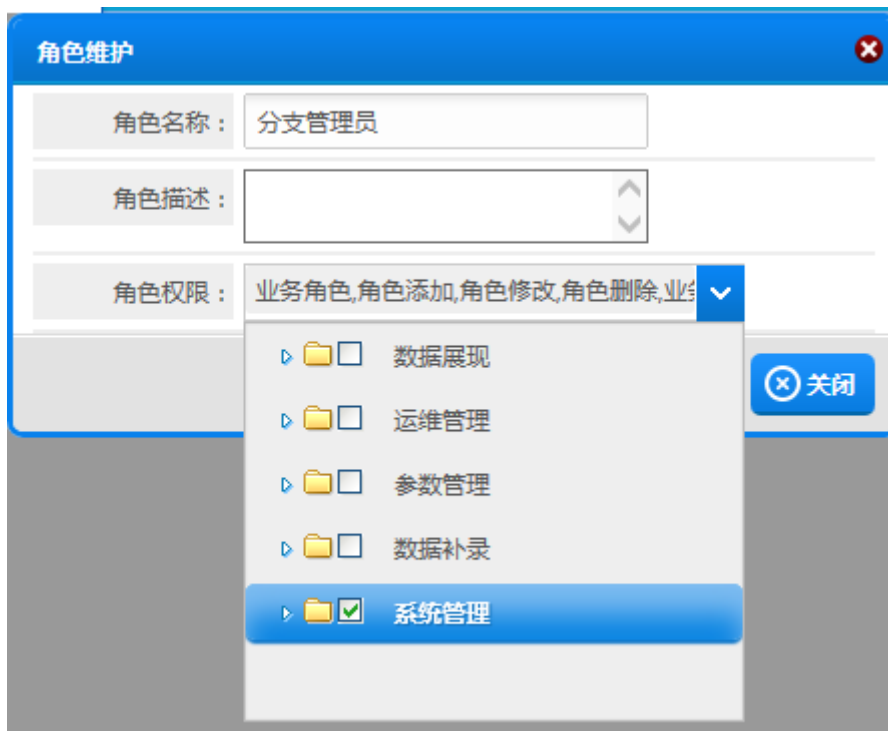 角色维护
角色名称：
分支管理员
角色描述：
角色权限：
业务角色,角色添加,角色修改,角色删除,业
数据展现
关闭
运维管理
参数管理
数据补录
系统管理